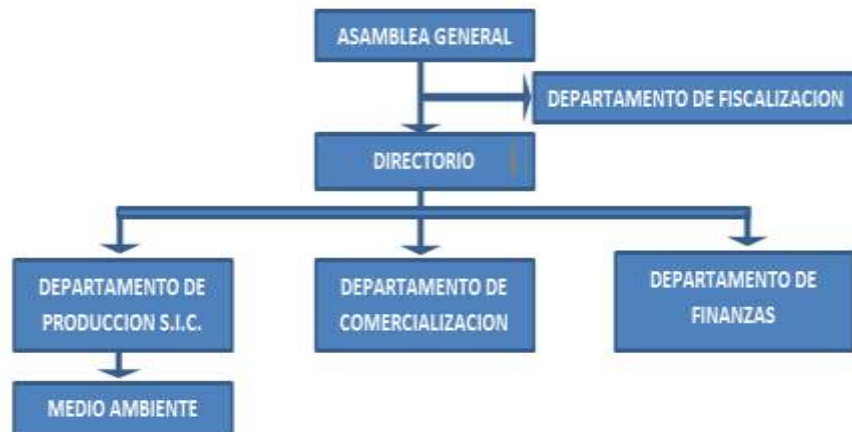 ASAMBLEA GENERAL
DEPARTAMENTO DE FISCALIZACION
DIRECTORIO
DEPARTAMENTO DE
PRODUCCION S.I.C.
DEPARTAMENTO DE
COMERCIALIZACION
DEPARTAMENTO DE
FINANZAS
MEDIO AMBIENTE